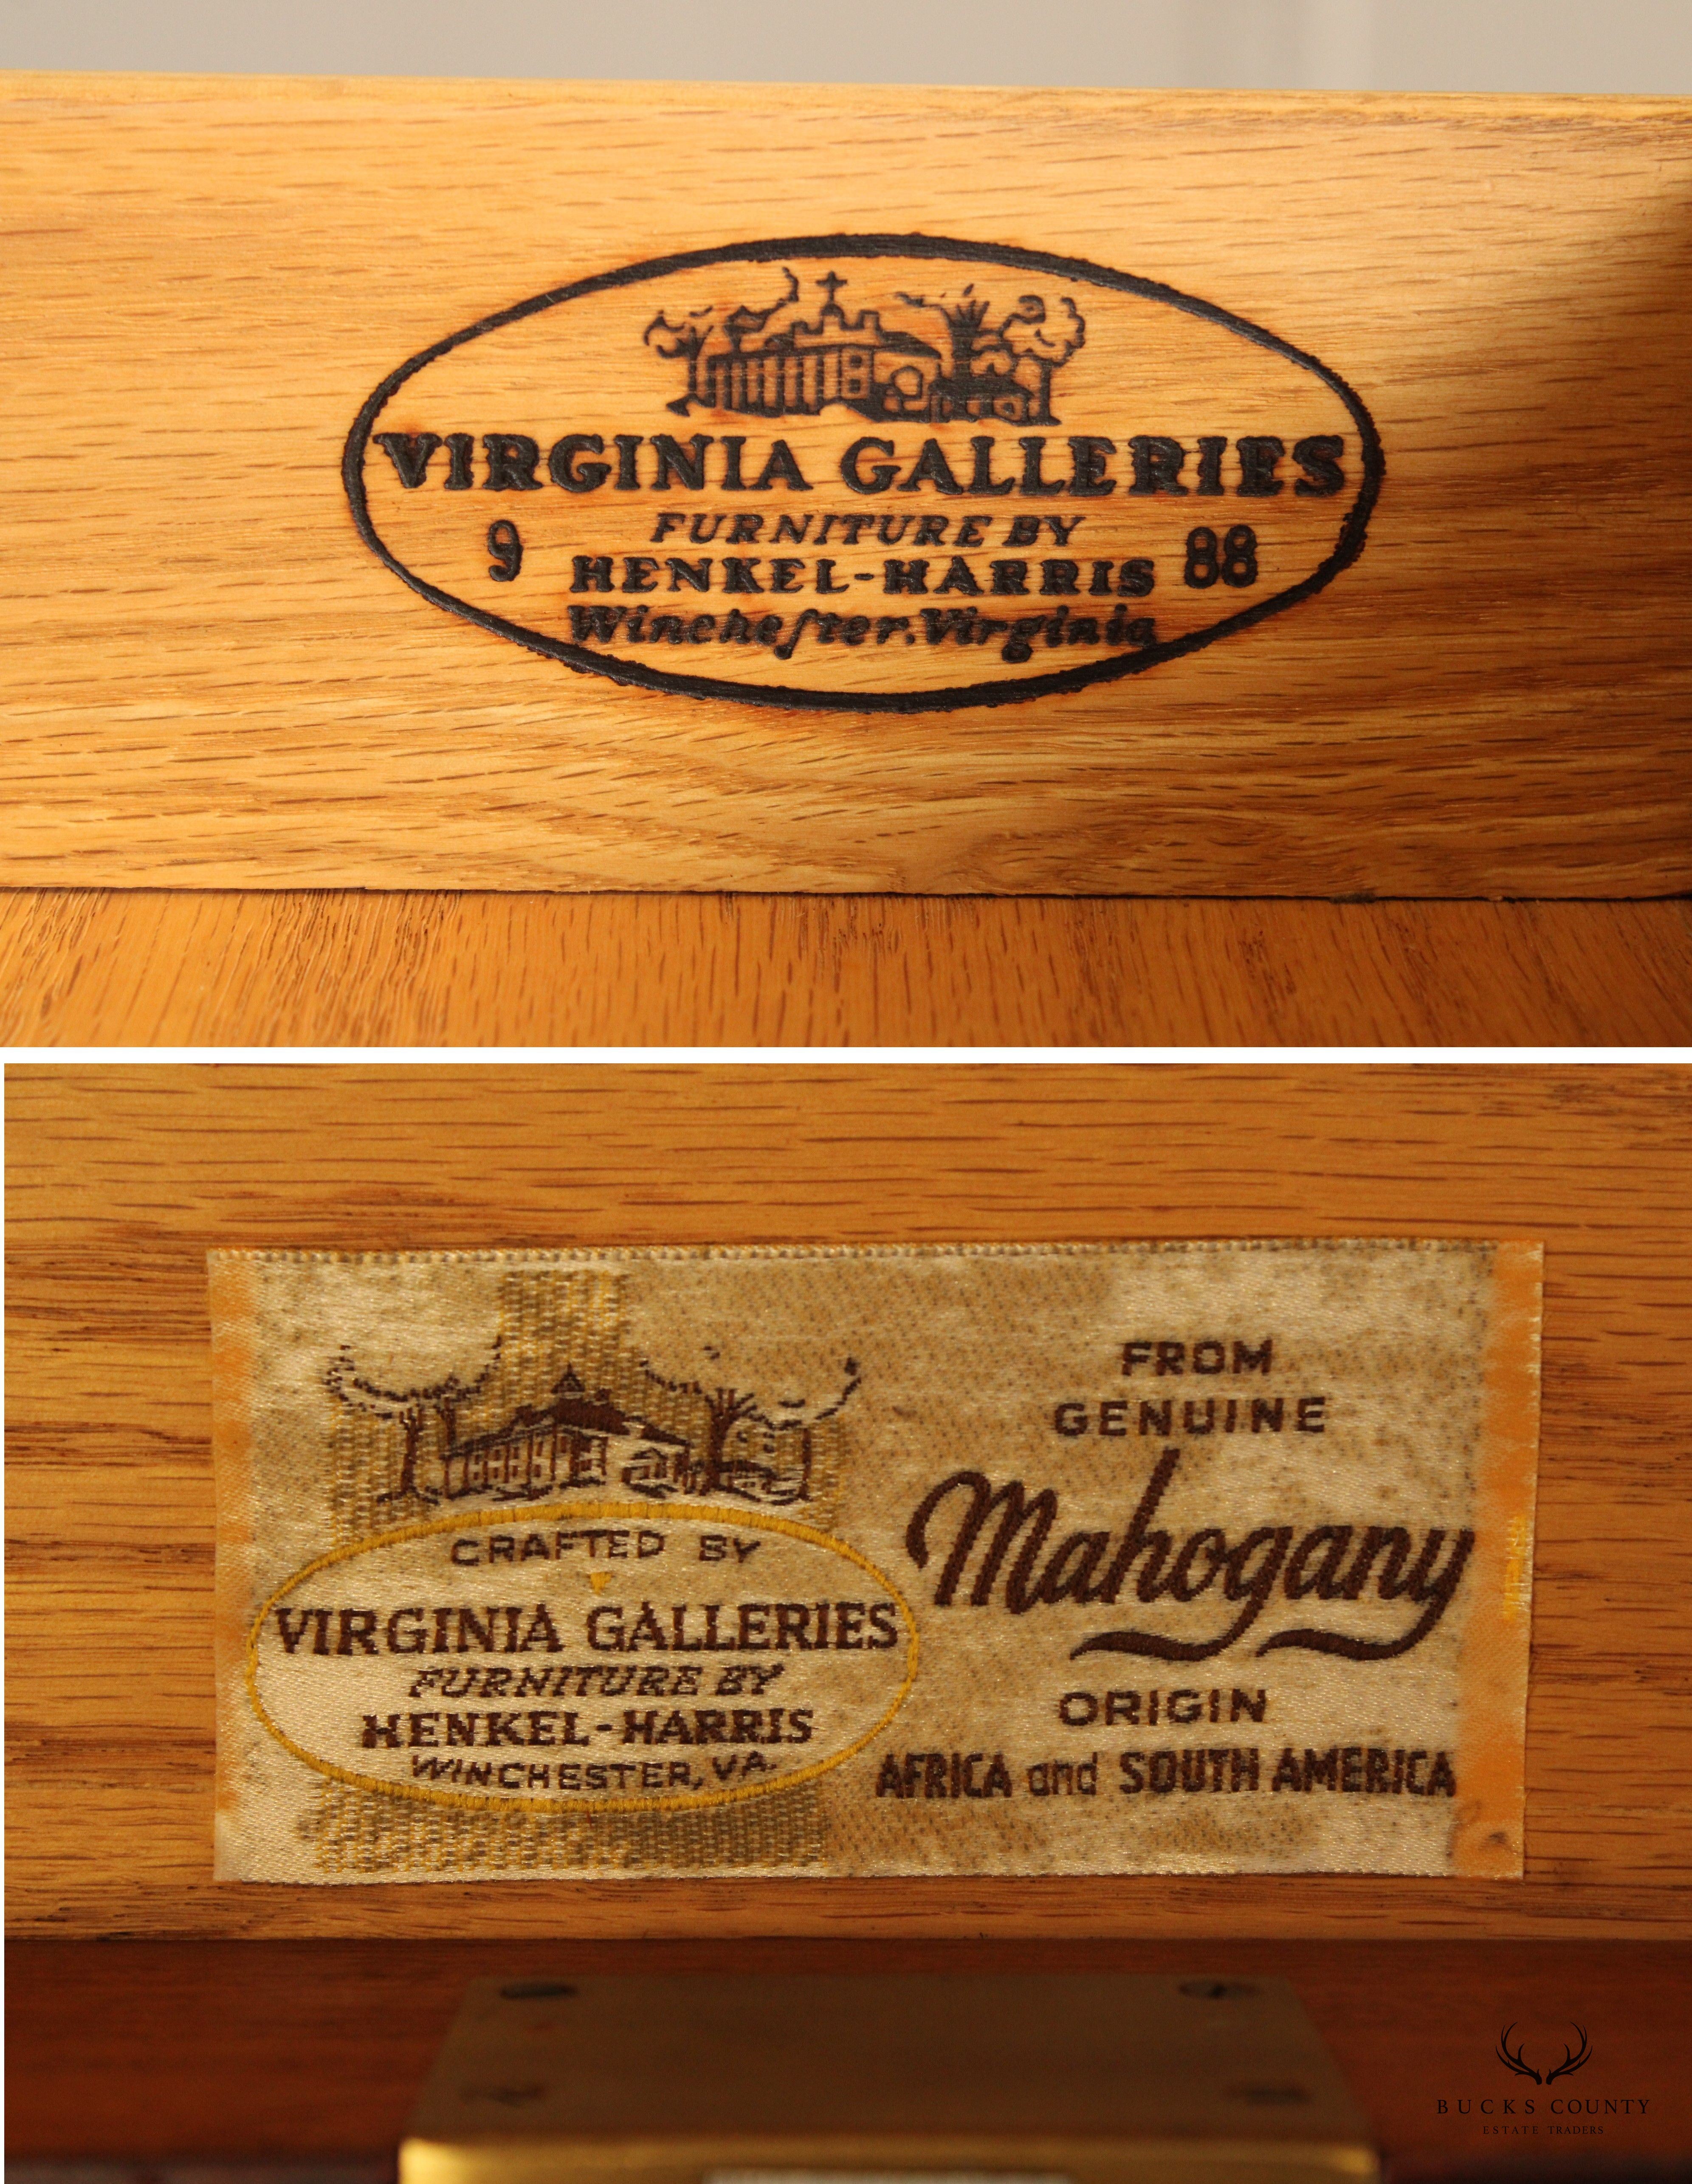 VIRGINIA GALLERIES
FURNITURE BY
9 HENKEL-HARRIS 88
Winchefter. Virginia
CRAFTED BY
VIRGINIA GALLERIES
FURNITURE BY
HENKEL-HARRIS
WINCHESTER, VA.
FROM
GENUINE
Mahogany
ORIGIN
AFRICA and SOUTH AMERICA
BUCKS COUNTY
ESTATE TRADERS